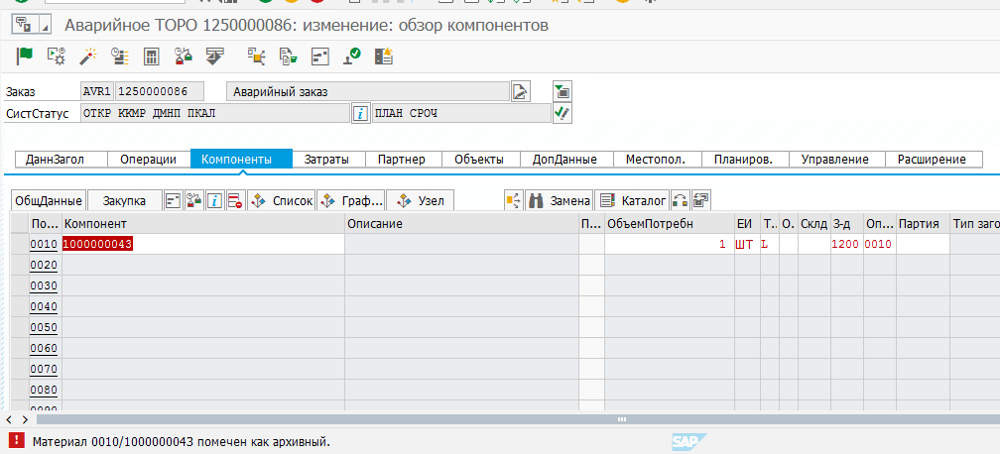 Аварийное ТОРО 1250000086: изменение: обзор компонентов
Заказ AVR1 1250000086 Аварийный заказ
СистСтатус ОТКР ККМР ДМНП ПКАЛ ПЛАН СРОЧ
ДаннЗагол Операции Компоненты Затраты Партнер Объекты ДопДанные Местопол. Планиров. Управление Расширение
ОбщДанные Закупка Список Граф... Узел Замена Каталог
По... Компонент Описание П... ОбъемПотребн ЕИ Т.. О. Склд З-д Оп... Партия Тип заго
0010 1000000043 1 ШТ L 1200 0010
0020
0030
0040
0050
0060
0070
0080
0090
Материал 0010/1000000043 помечен как архивный.
SAP